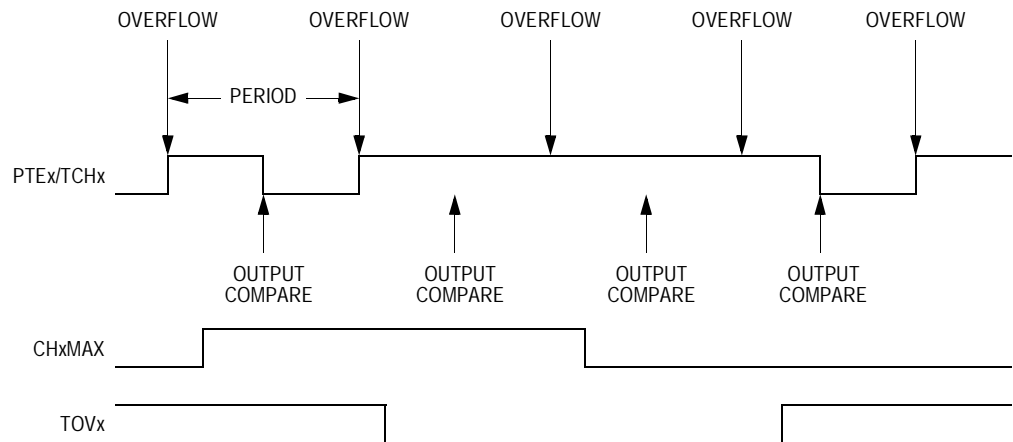 OVERFLOW OVERFLOW OVERFLOW OVERFLOW OVERFLOW
PERIOD
PTEx/TCHx
OUTPUT COMPARE
OUTPUT COMPARE
OUTPUT COMPARE
OUTPUT COMPARE
CHxMAX
TOVx